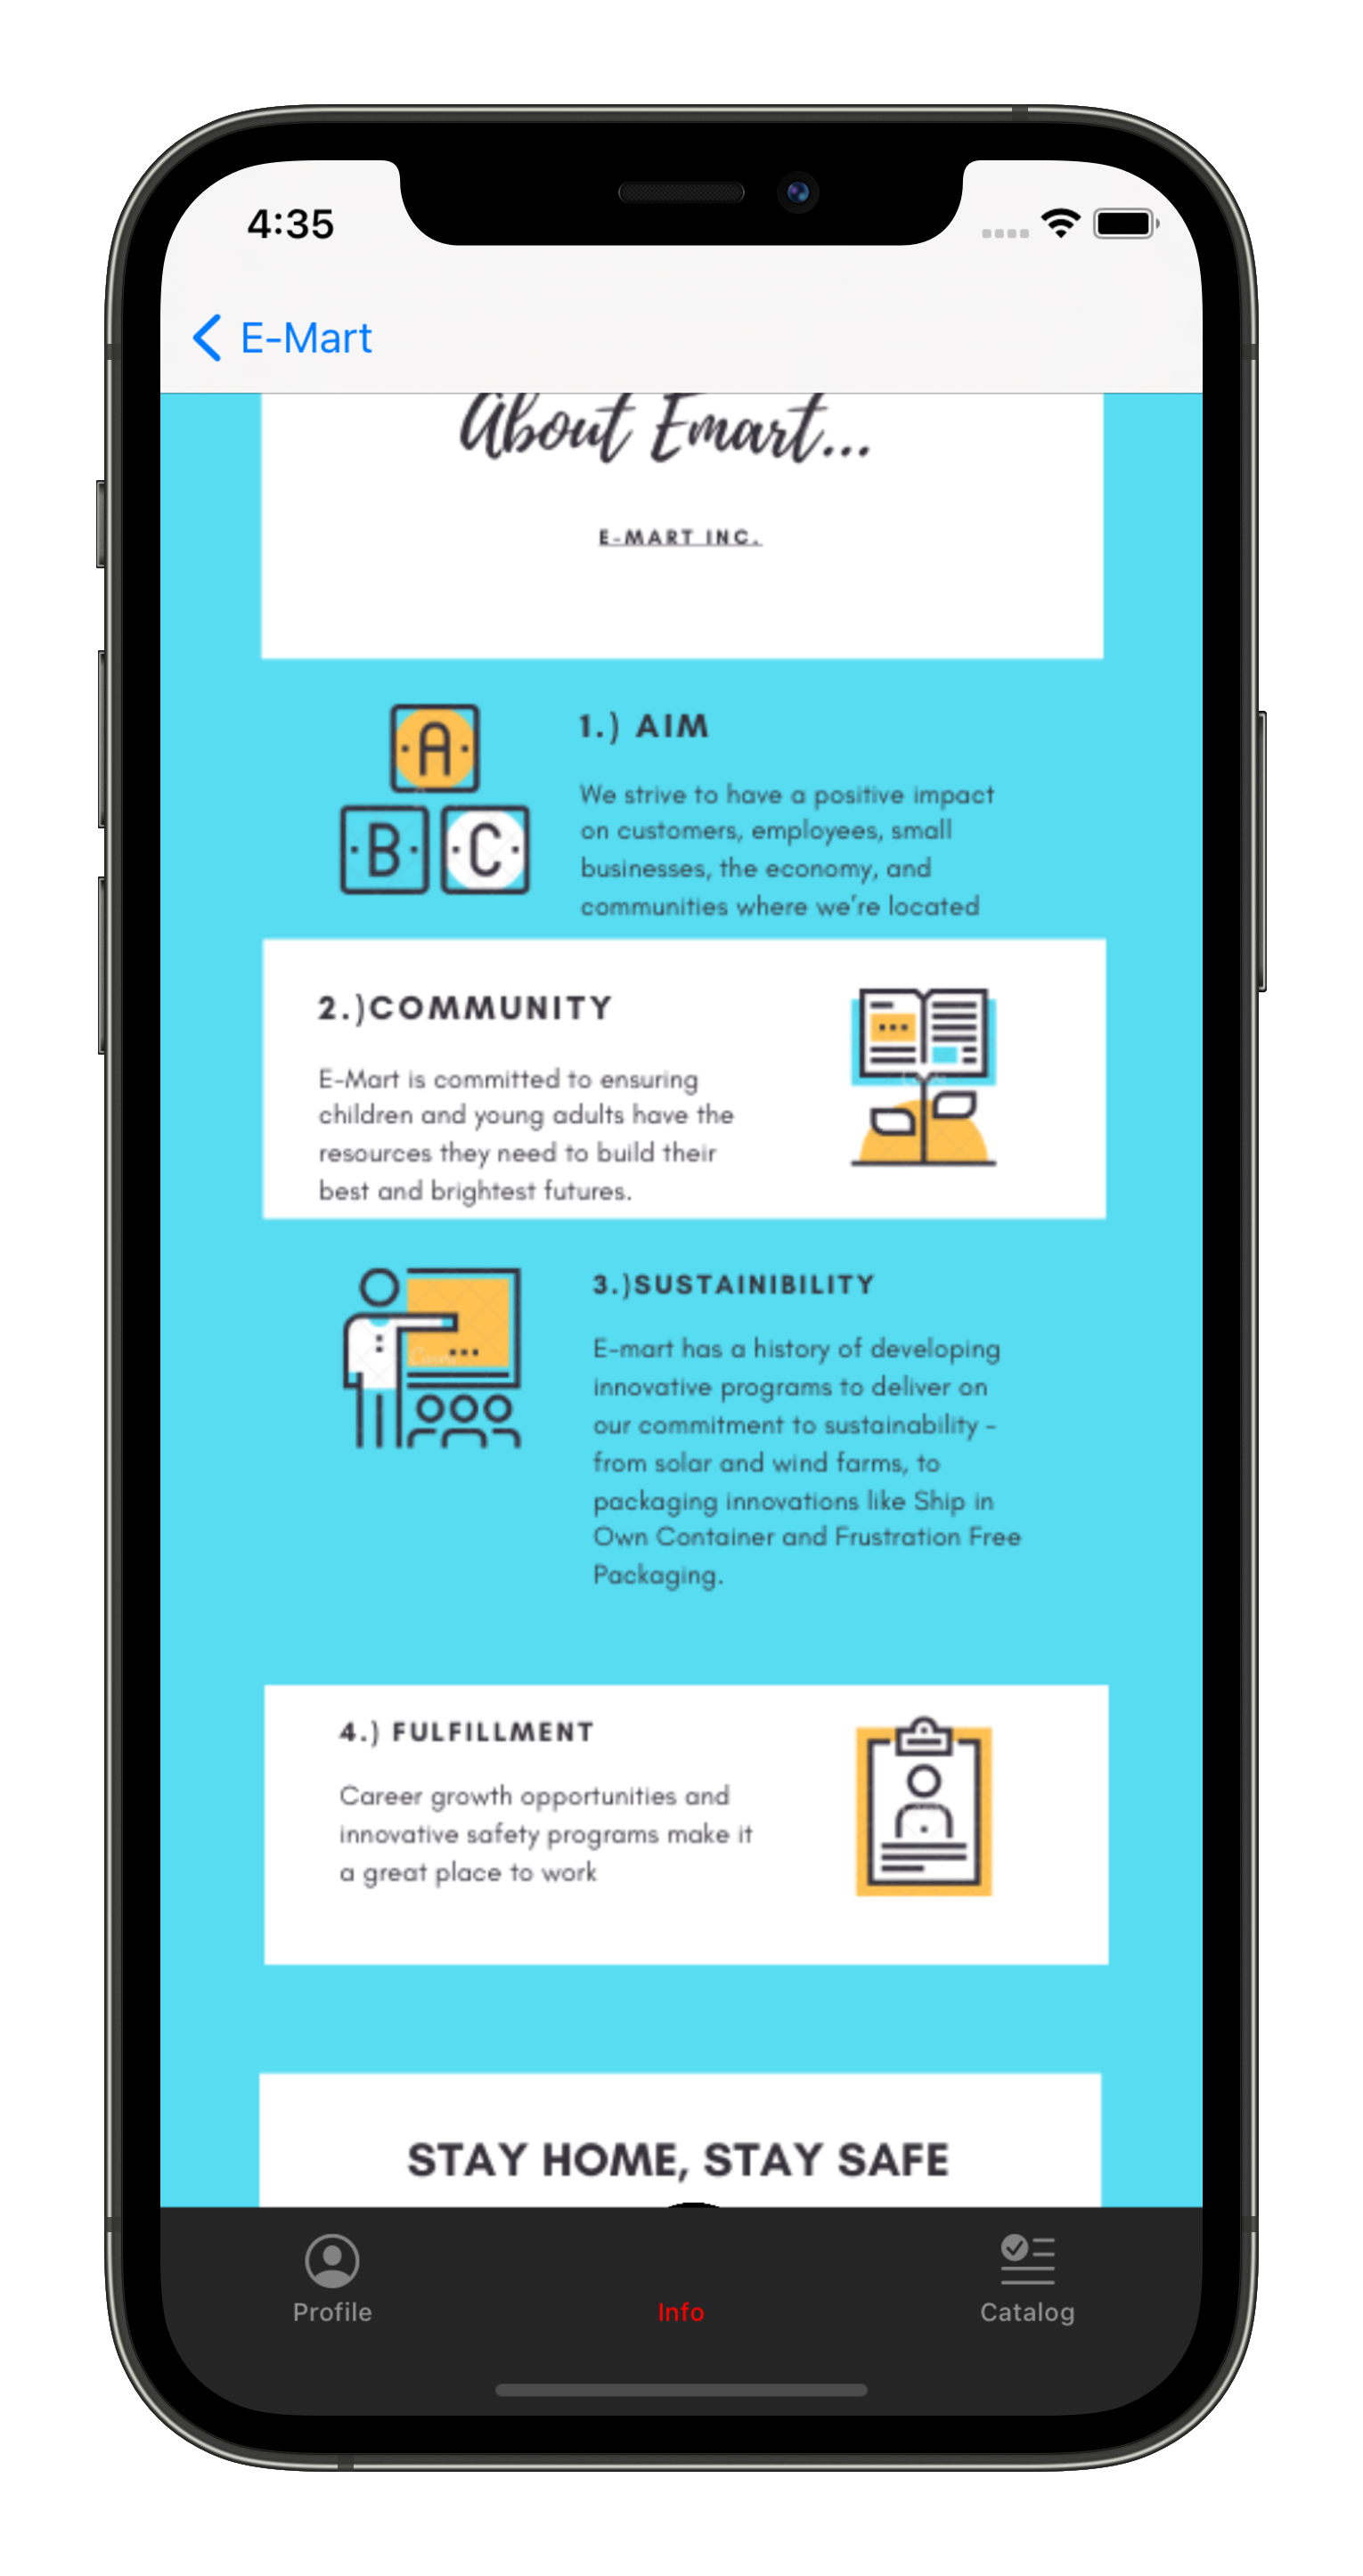 4:35
E-Mart
About Emart...
E-MART INC.
A
B C
1.) AIM
We strive to have a positive impact
on customers, employees, small
businesses, the economy, and
communities where we're located
2.)COMMUNITY
E-Mart is committed to ensuring
children and young adults have the
resources they need to build their
best and brightest futures.
3.)SUSTAINIBILITY
E-mart has a history of developing
innovative programs to deliver on
our commitment to sustainability -
from solar and wind farms, to
packaging innovations like Ship in
Own Container and Frustration Free
Packaging.
4.) FULFILLMENT
Career growth opportunities and
innovative safety programs make it
a great place to work
STAY HOME, STAY SAFE
Profile
Info
Catalog